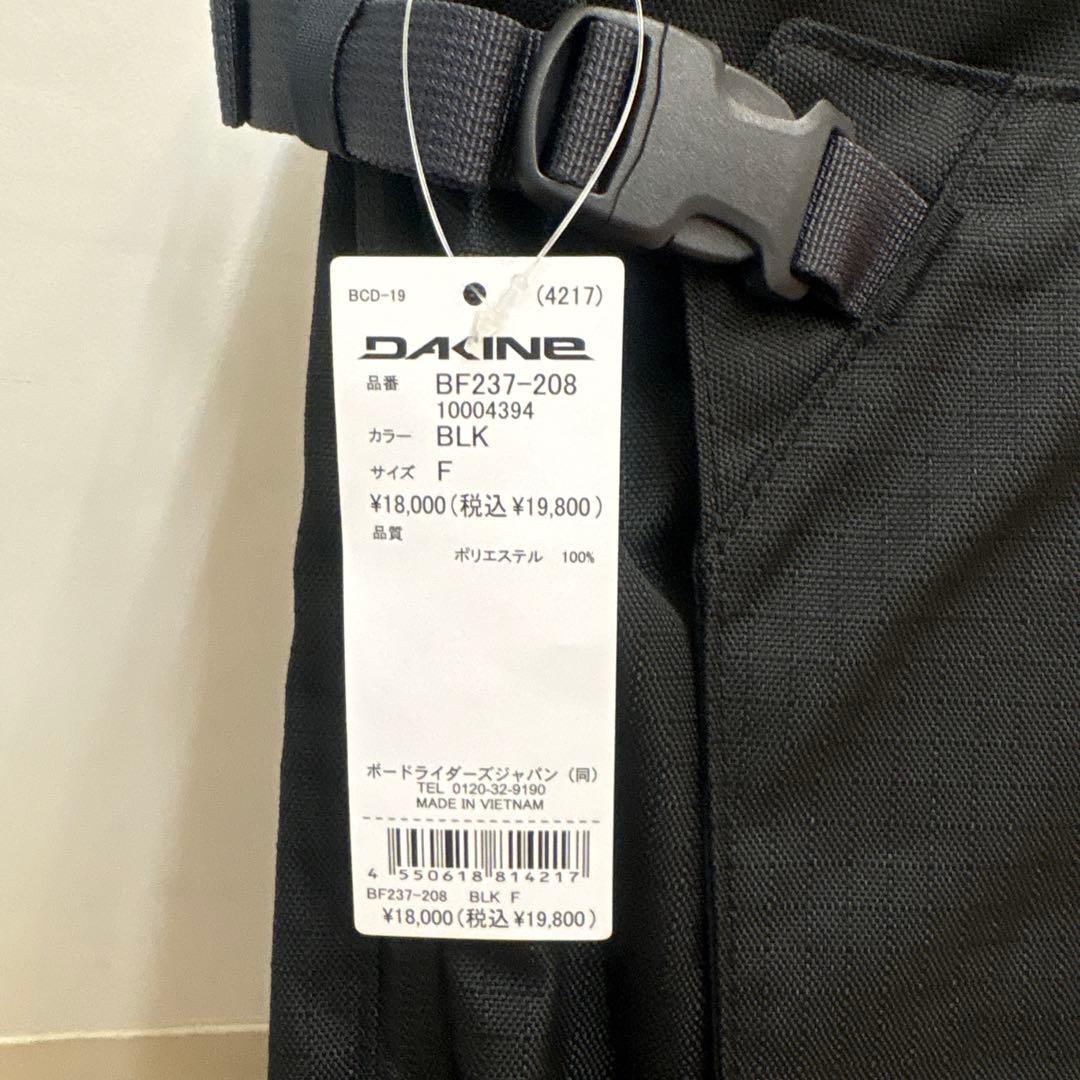 BCD-19 (4217)
DAKINE
品番 BF237-208
10004394
カラー BLK
サイズ F
¥18,000(税込¥19,800)
品質
ポリエステル 100%
ボードライダーズジャパン(同)
TEL 0120-32-9190
MADE IN VIETNAM
4 550618 814217
BF237-208 BLK F
¥18,000(税込¥19,800)